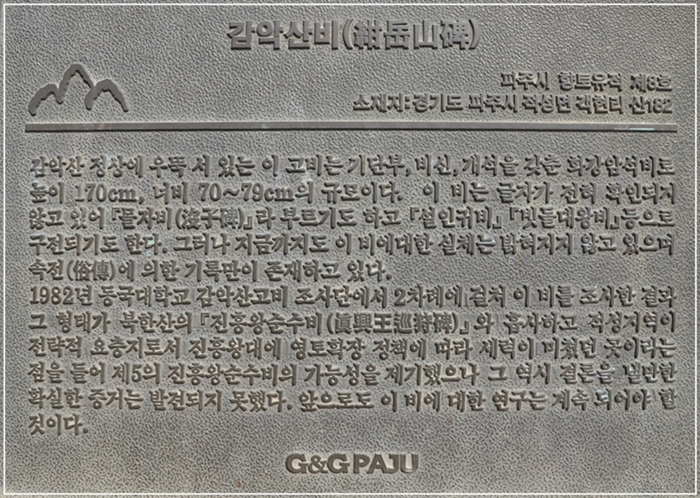 감악산비(紺岳山碑)
파주시 향토유적 제8호
소재지: 경기도 파주시 적성면 객현리 산182
감악산 정상에 우뚝 서 있는 이 고비는 기단부, 비신, 개석을 갖춘 화강암석비로
높이 170cm, 너비 70~79cm의 규모이다. 이 비는 글자가 전혀 확인되지
않고 있어 『몰자비(沒字碑)』라 부르기도 하고 『설인귀비』『빗돌대왕비』등으로
구전되기도 한다. 그러나 지금까지도 이 비에대한 실체는 밝혀지지 않고 있으며
속전(俗傳)에 의한 기록만이 존재하고 있다.
1982년 동국대학교 감악산고비 조사단에서 2차례에 걸쳐 이 비를 조사한 결과
그 형태가 북한산의 『진흥왕순수비(眞興王巡狩碑)』와 흡사하고 적성지역이
전략적 요충지로서 진흥왕대에 영토확장 정책에 따라 세력이 미쳤던 곳이라는
점을 들어 제5의 진흥왕순수비의 가능성을 제기했으나 그 역시 결론을 낼만한
확실한 증거는 발견되지 못했다. 앞으로도 이 비에 대한 연구는 계속 되어야 할
것이다.
G&G PAJU